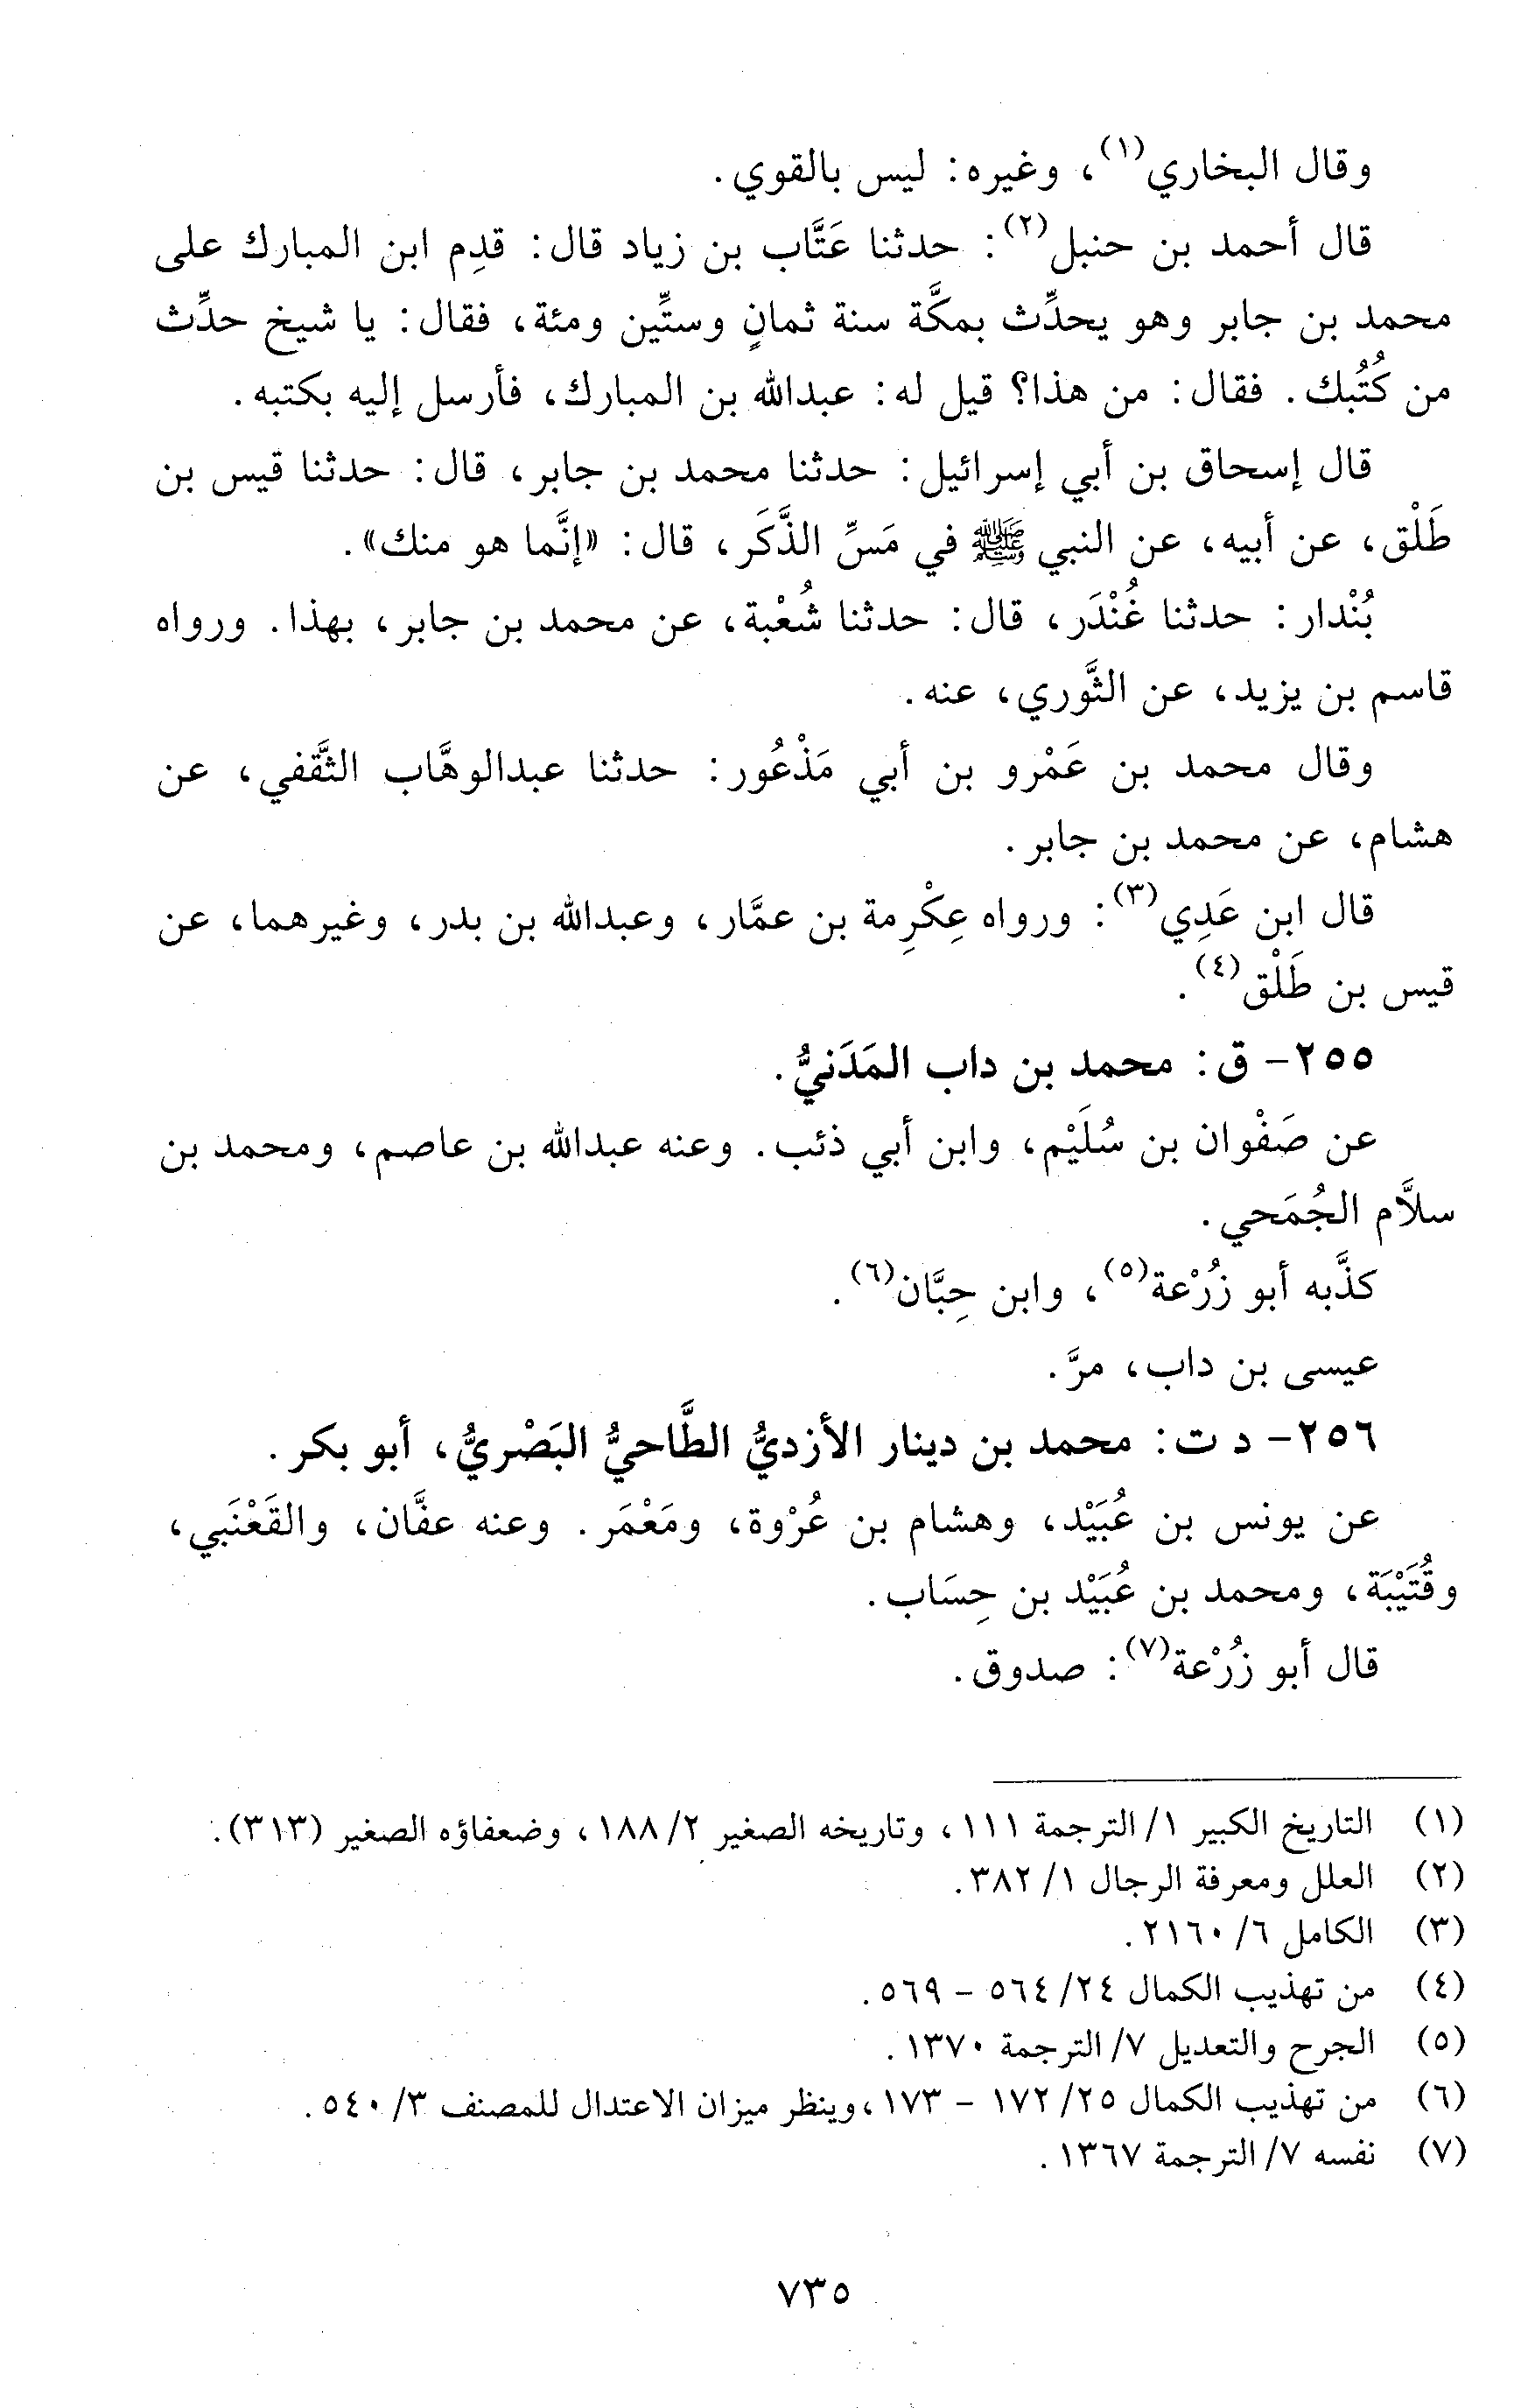 وقال البخاري(١)، وغيره: ليس بالقوي.
قال أحمد بن حنبل(٢): حدثنا عَتَّاب بن زياد قال: قدِم ابن المبارك على
محمد بن جابر وهو يحدِّث بمكَّة سنة ثمانٍ وستِّين ومئة، فقال: يا شيخ حدِّث
من كُتُبك. فقال: من هذا؟ قيل له: عبدالله بن المبارك، فأرسل إليه بكتبه.
قال إسحاق بن أبي إسرائيل: حدثنا محمد بن جابر، قال: حدثنا قيس بن
طَلْق، عن أبيه، عن النبي ﷺ في مَسِّ الذَّكَر، قال: «إنَّما هو منك».
بُنْدار: حدثنا غُنْدَر، قال: حدثنا شُعْبة، عن محمد بن جابر، بهذا. ورواه
قاسم بن يزيد، عن الثَّوري، عنه.
وقال محمد بن عَمْرو بن أبي مَذْعُور: حدثنا عبدالوهَّاب الثَّقفي، عن
هشام، عن محمد بن جابر.
قال ابن عَدِي(٣): ورواه عِكْرِمة بن عمَّار، وعبدالله بن بدر، وغيرهما، عن
قيس بن طَلْق(٤).
٢٥٥- ق: محمد بن داب المَدَنيُّ.
عن صَفْوان بن سُلَيْم، وابن أبي ذئب. وعنه عبدالله بن عاصم، ومحمد بن
سلاَّم الجُمَحي.
كذَّبه أبو زُرْعة(٥)، وابن حِبَّان(٦).
عيسى بن داب، مرَّ.
٢٥٦- د ت: محمد بن دينار الأزديُّ الطَّاحيُّ البَصْريُّ، أبو بكر.
عن يونس بن عُبَيْد، وهشام بن عُرْوة، ومَعْمَر. وعنه عفَّان، والقَعْنَبي،
وقُتَيْبَة، ومحمد بن عُبَيْد بن حِسَاب.
قال أبو زُرْعة(٧): صدوق.
(١) التاريخ الكبير ١/ الترجمة ١١١، وتاريخه الصغير ٢/ ١٨٨، وضعفاؤه الصغير (٣١٣).
(٢) العلل ومعرفة الرجال ١/ ٣٨٢.
(٣) الكامل ٦/ ٢١٦٠.
(٤) من تهذيب الكمال ٢٤/ ٥٦٤ - ٥٦٩.
(٥) الجرح والتعديل ٧/ الترجمة ١٣٧٠.
(٦) من تهذيب الكمال ٢٥/ ١٧٢ - ١٧٣، وينظر ميزان الاعتدال للمصنف ٣/ ٥٤٠.
(٧) نفسه ٧/ الترجمة ١٣٦٧.
٧٣٥